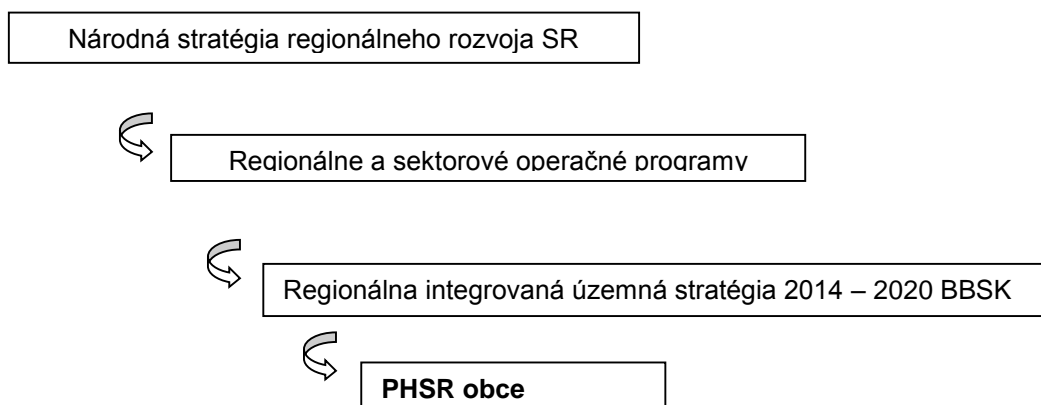 Národná stratégia regionálneho rozvoja SR
Regionálne a sektorové operačné programy
Regionálna integrovaná územná stratégia 2014 – 2020 BBSK
PHSR obce